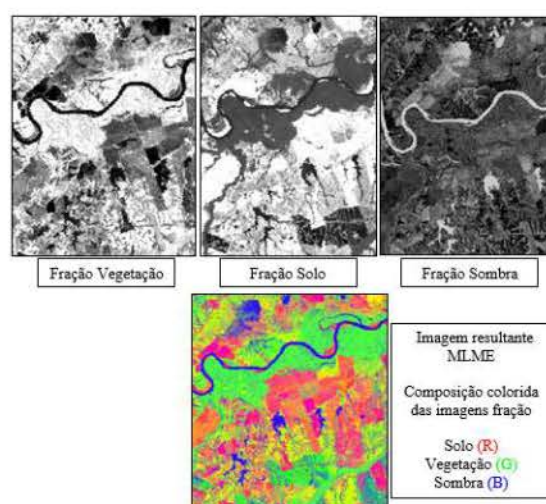 Fração Vegetação
Fração Solo
Fração Sombra
Imagem resultante
MLME
Composição colorida
das imagens fração
Solo (R)
Vegetação (G)
Sombra (B)